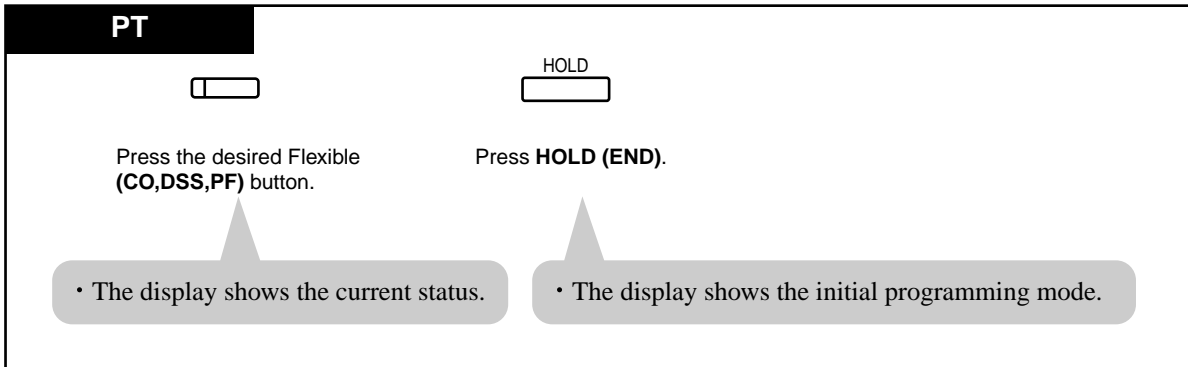 PT
HOLD
Press the desired Flexible
(CO,DSS,PF) button.
Press HOLD (END).
・The display shows the current status.
・The display shows the initial programming mode.